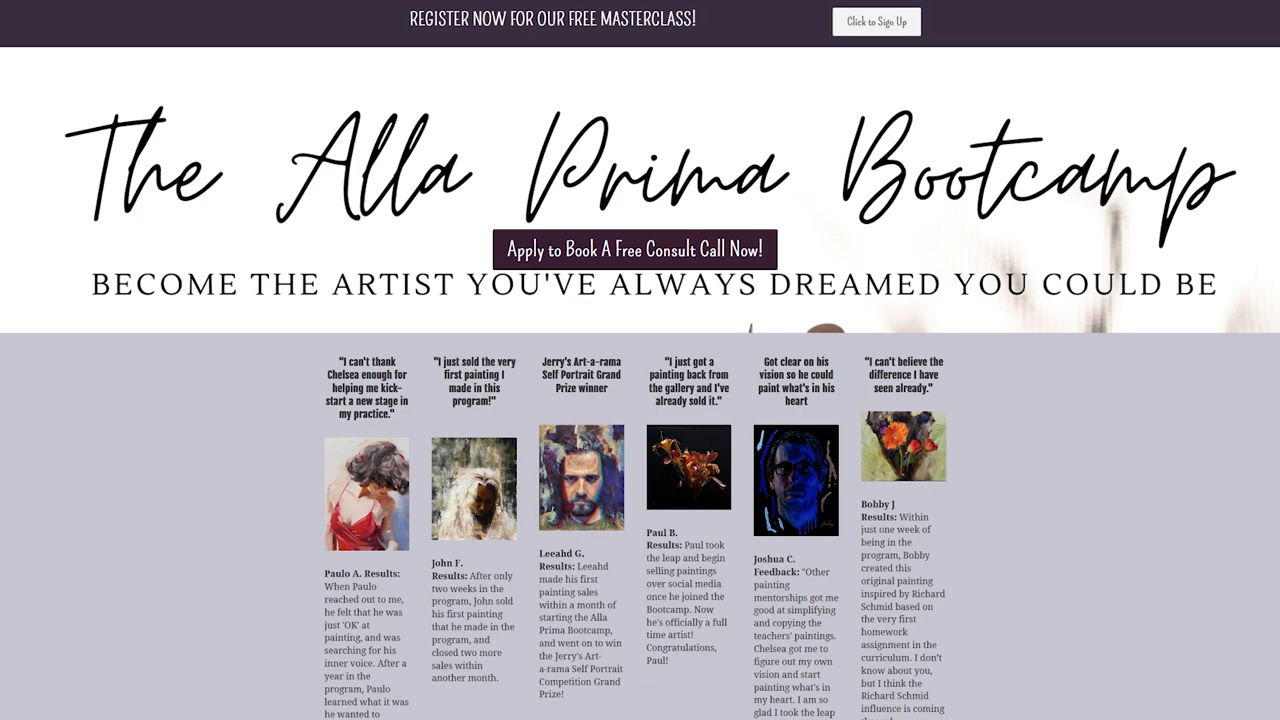 REGISTER NOW FOR OUR FREE MASTERCLASS!
Click to Sign Up
The Alla Prima Bootcamp
Apply to Book A Free Consult Call Now!
BECOME THE ARTIST YOU'VE ALWAYS DREAMED YOU COULD BE
"I can't thank
Chelsea enough for
helping me kick-
start a new stage in
my practice."
Paulo A. Results:
When Paulo
reached out to me,
he felt that he was
just 'OK' at
painting, and was
searching for his
inner voice. After a
year in the
program, Paulo
learned what it was
he wanted to
"I just sold the very
first painting I
made in this
program!"
John F.
Results: After only
two weeks in the
program, John sold
his first painting
that he made in the
program, and
closed two more
sales within
another month.
Jerry's Art-a-rama
Self Portrait Grand
Prize winner
Leeahd G.
Results: Leeahd
made his first
painting sales
within a month of
starting the Alla
Prima Bootcamp,
and went on to win
the Jerry's Art-
a-rama Self Portrait
Competition Grand
Prize!
"I just got a
painting back from
the gallery and I've
already sold it."
Paul B.
Results: Paul took
the leap and begin
selling paintings
over social media
once he joined the
Bootcamp. Now
he's officially a full
time artist!
Congratulations,
Paul!
Got clear on his
vision so he could
paint what's in his
heart
Joshua C.
Feedback: "Other
painting
mentorships got me
good at simplifying
and copying the
teachers' paintings.
Chelsea got me to
figure out my own
vision and start
painting what's in
my heart. I am so
glad I took the leap
"I can't believe the
difference I have
seen already."
Bobby J
Results: Within
just one week of
being in the
program, Bobby
created this
original painting
inspired by Richard
Schmid based on
the very first
homework
assignment in the
curriculum. I don't
know about you,
but I think the
Richard Schmid
influence is coming